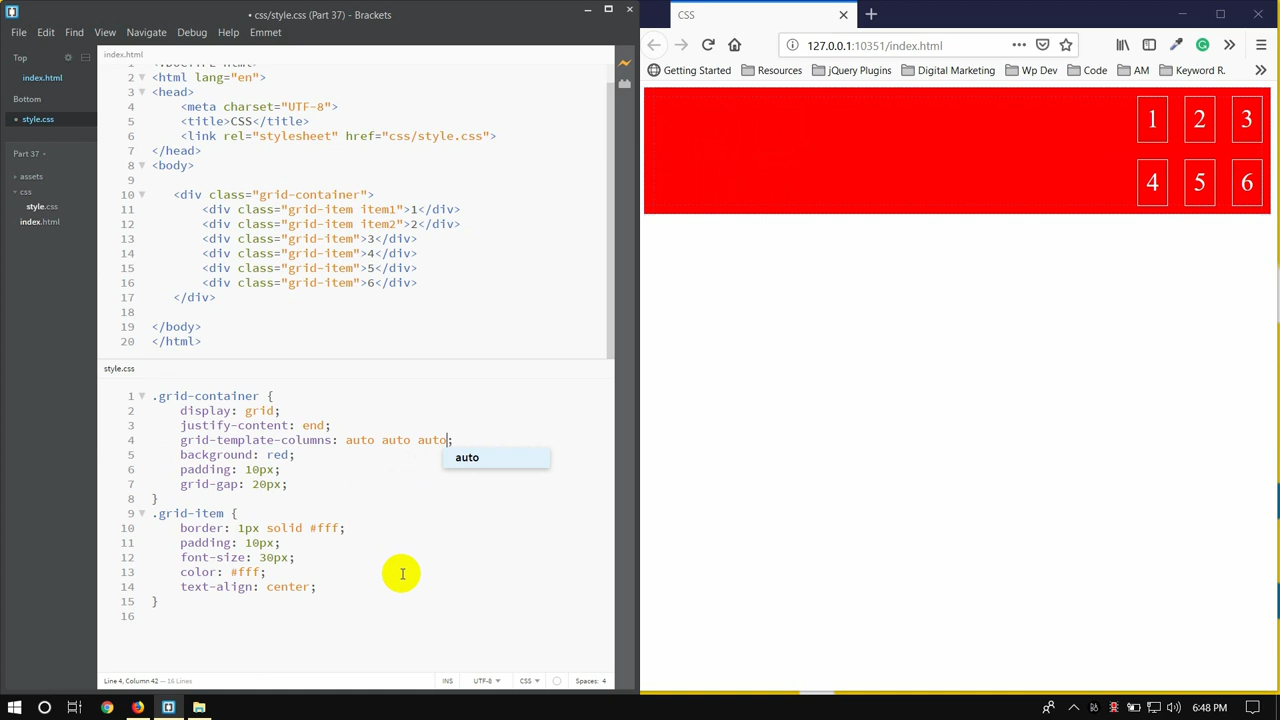 • css/style.css (Part 37) - Brackets
File Edit Find View Navigate Debug Help Emmet
Top
index.html
Bottom
• style.css
Part 37
assets
css
style.css
index.html
index.html
2 <html lang="en">
3 <head>
4 <meta charset="UTF-8">
5 <title>CSS</title>
6 <link rel="stylesheet" href="css/style.css">
7 </head>
8 <body>
9
10 <div class="grid-container">
11 <div class="grid-item item1">1</div>
12 <div class="grid-item item2">2</div>
13 <div class="grid-item">3</div>
14 <div class="grid-item">4</div>
15 <div class="grid-item">5</div>
16 <div class="grid-item">6</div>
17 </div>
18
19 </body>
20 </html>
style.css
1 .grid-container {
2 display: grid;
3 justify-content: end;
4 grid-template-columns: auto auto auto;
auto
5 background: red;
6 padding: 10px;
7 grid-gap: 20px;
8 }
9 .grid-item {
10 border: 1px solid #fff;
11 padding: 10px;
12 font-size: 30px;
13 color: #fff;
14 text-align: center;
15 }
16
Line 4, Column 42 — 16 Lines
INS UTF-8 CSS Spaces: 4
CSS
127.0.0.1:10351/index.html
Getting Started Resources jQuery Plugins Digital Marketing Wp Dev Code AM Keyword R.
1 2 3
4 5 6
6:48 PM